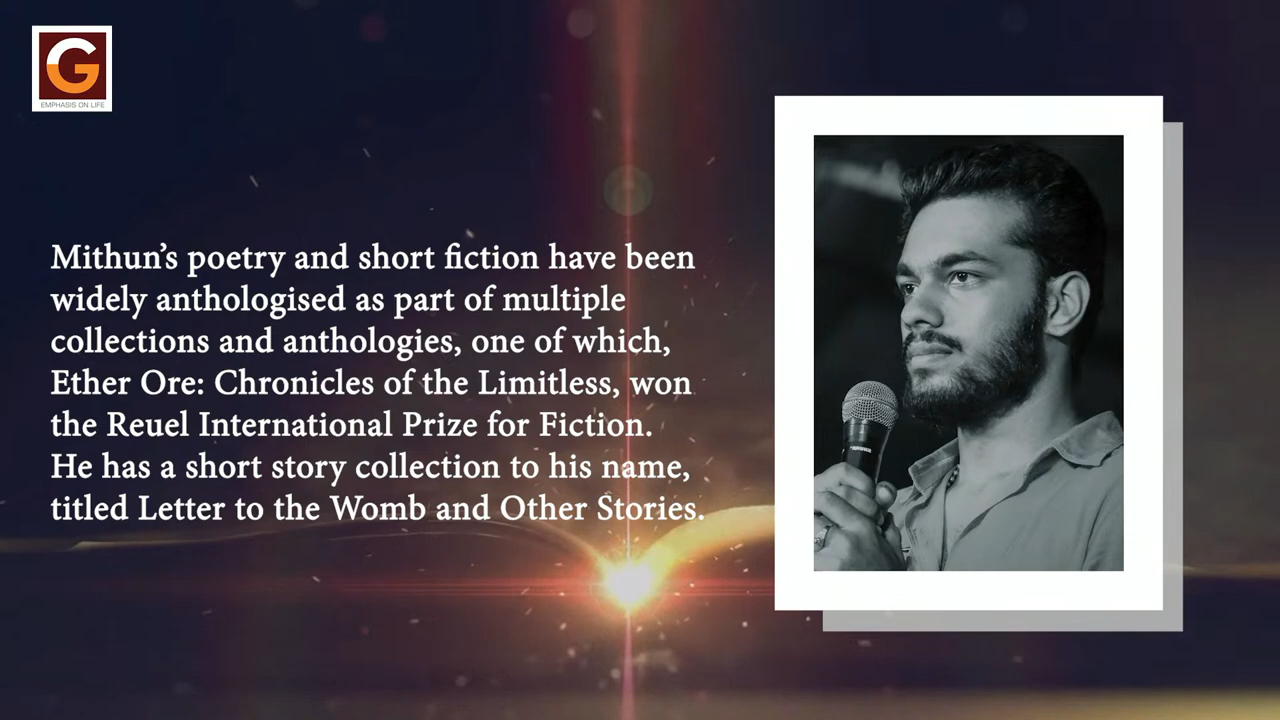 G
EMPHASIS ON LIFE
Mithun’s poetry and short fiction have been
widely anthologised as part of multiple
collections and anthologies, one of which,
Ether Ore: Chronicles of the Limitless, won
the Reuel International Prize for Fiction.
He has a short story collection to his name,
titled Letter to the Womb and Other Stories.